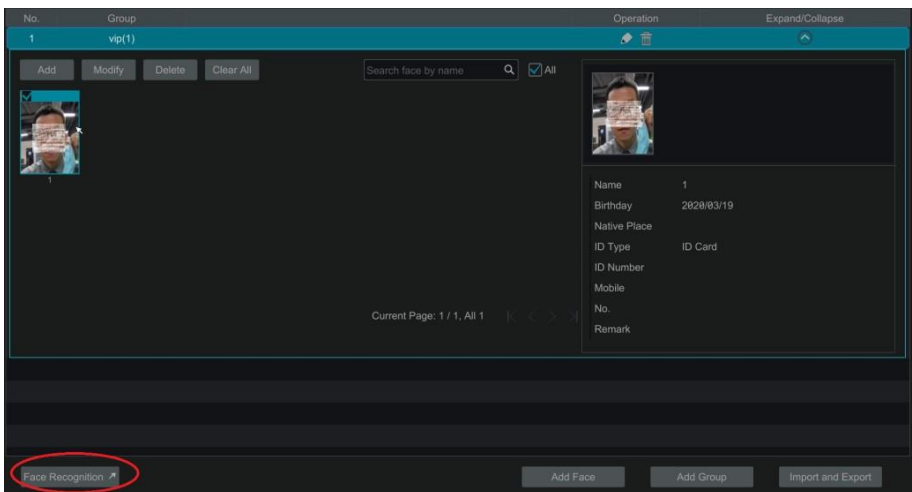 No. Group Operation Expand/Collapse
1 vip(1)
Add Modify Delete Clear All Search face by name All
1
Name 1
Birthday 2020/03/19
Native Place
ID Type ID Card
ID Number
Mobile
Current Page: 1 / 1, All 1
No.
Remark
Face Recognition Add Face Add Group Import and Export